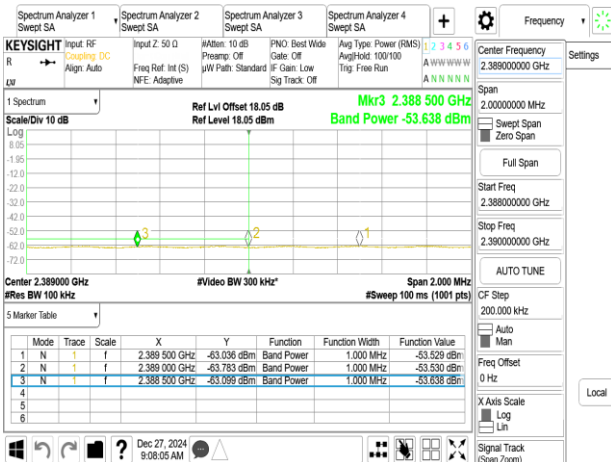 Spectrum Analyzer 1
Swept SA
Spectrum Analyzer 2
Swept SA
Spectrum Analyzer 3
Swept SA
Spectrum Analyzer 4
Swept SA
+
Frequency
KEYSIGHT
R
Input: RF
Coupling: DC
Align: Auto
Input Z: 50 Ω
Freq Ref: Int (S)
NFE: Adaptive
#Atten: 10 dB
Preamp: Off
µW Path: Standard
PNO: Best Wide
Gate: Off
IF Gain: Low
Sig Track: Off
Avg Type: Power (RMS)
Avg|Hold: 100/100
Trig: Free Run
1 2 3 4 5 6
A W W W W W
A N N N N N
1 Spectrum
Scale/Div 10 dB
Ref Lvl Offset 18.05 dB
Ref Level 18.05 dBm
Mkr3 2.388 500 GHz
Band Power -53.638 dBm
Log
8.05
-1.95
-12.0
-22.0
-32.0
-42.0
-52.0
-62.0
-72.0
3
2
1
Center 2.389000 GHz
#Video BW 300 kHz*
Span 2.000 MHz
#Res BW 100 kHz
#Sweep 100 ms (1001 pts)
5 Marker Table
Mode Trace Scale X Y Function Function Width Function Value
1 N 1 f 2.389 500 GHz -63.036 dBm Band Power 1.000 MHz -53.529 dBm
2 N 1 f 2.389 000 GHz -63.783 dBm Band Power 1.000 MHz -53.530 dBm
3 N 1 f 2.388 500 GHz -63.099 dBm Band Power 1.000 MHz -53.638 dBm
4
5
6
?
Dec 27, 2024
9:08:05 AM
Center Frequency
2.389000000 GHz
Span
2.00000000 MHz
Swept Span
Zero Span
Full Span
Start Freq
2.388000000 GHz
Stop Freq
2.390000000 GHz
AUTO TUNE
CF Step
200.000 kHz
Auto
Man
Freq Offset
0 Hz
X Axis Scale
Log
Lin
Signal Track
(Span Zoom)
Settings
Local